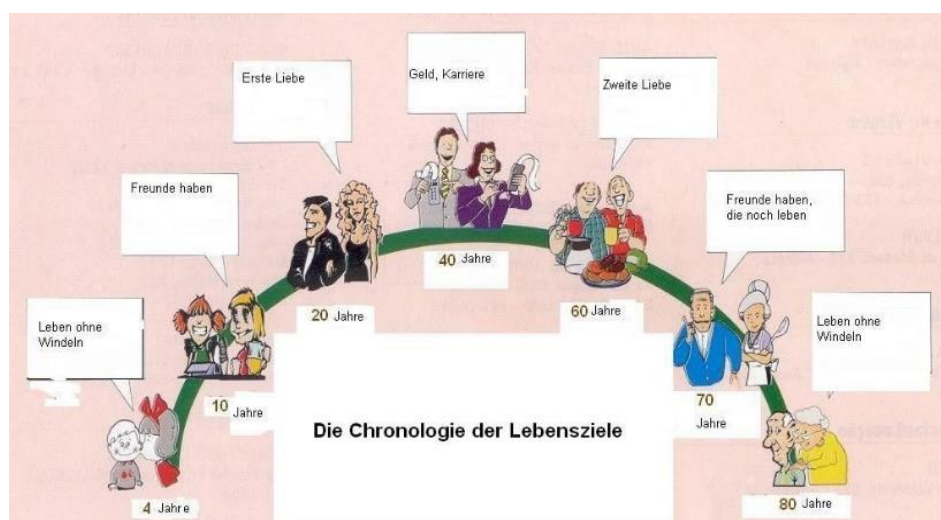 Leben ohne
Windeln
4 Jahre
Freunde haben
10 Jahre
Erste Liebe
20 Jahre
Geld, Karriere
40 Jahre
Zweite Liebe
60 Jahre
Freunde haben,
die noch leben
70
Jahre
Leben ohne
Windeln
80 Jahre
Die Chronologie der Lebensziele